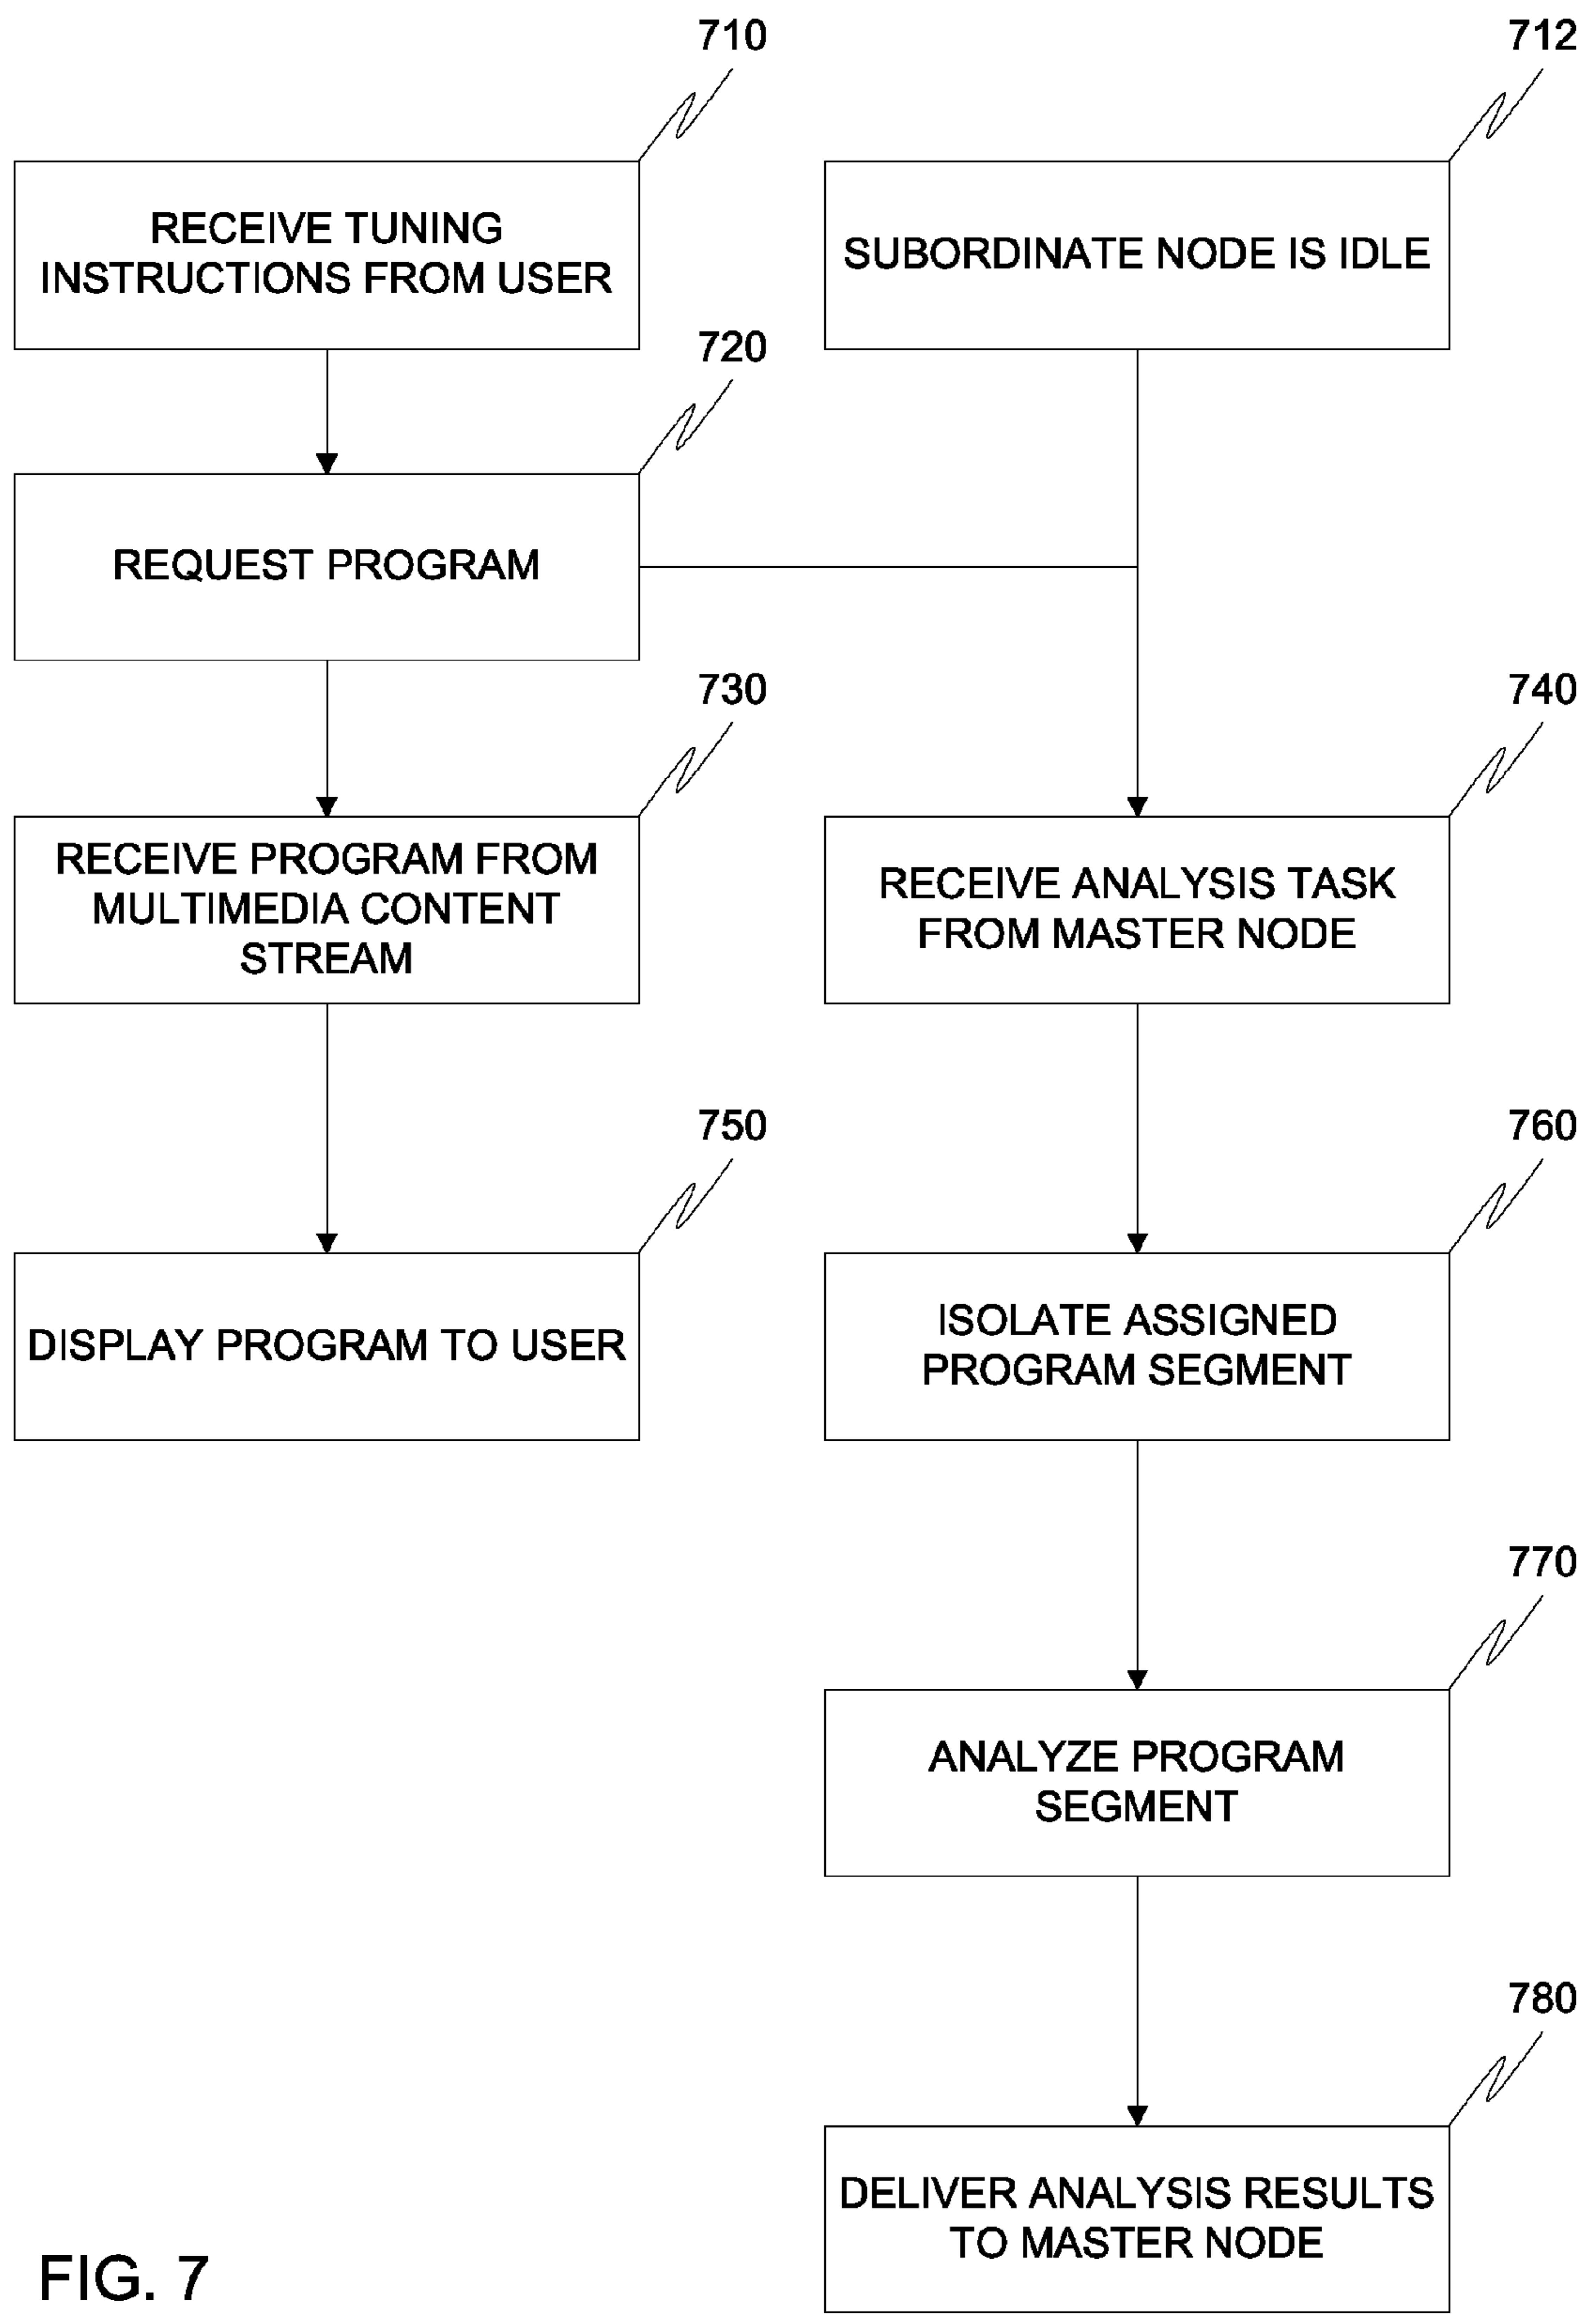 710
712
RECEIVE TUNING
INSTRUCTIONS FROM USER
SUBORDINATE NODE IS IDLE
720
REQUEST PROGRAM
730
740
RECEIVE PROGRAM FROM
MULTIMEDIA CONTENT
STREAM
RECEIVE ANALYSIS TASK
FROM MASTER NODE
750
760
DISPLAY PROGRAM TO USER
ISOLATE ASSIGNED
PROGRAM SEGMENT
770
ANALYZE PROGRAM
SEGMENT
780
DELIVER ANALYSIS RESULTS
TO MASTER NODE
FIG. 7